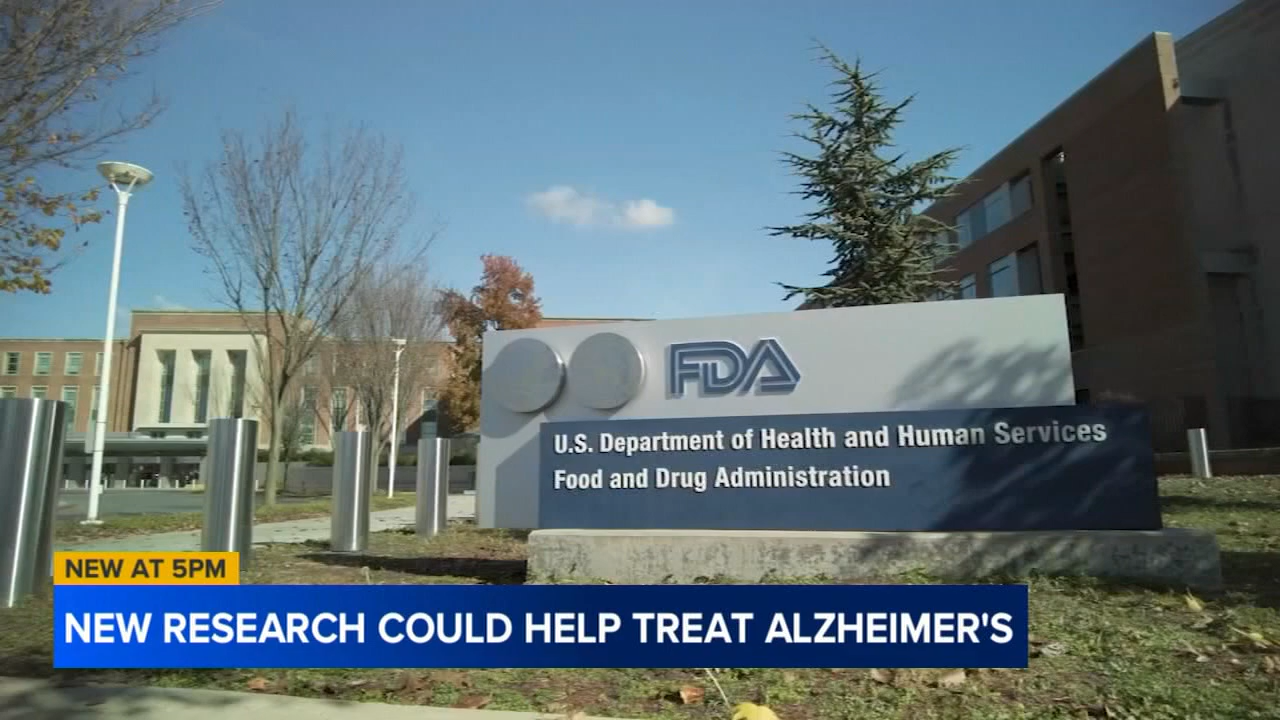 FDA
U.S. Department of Health and Human Services
Food and Drug Administration
NEW AT 5PM
NEW RESEARCH COULD HELP TREAT ALZHEIMER'S